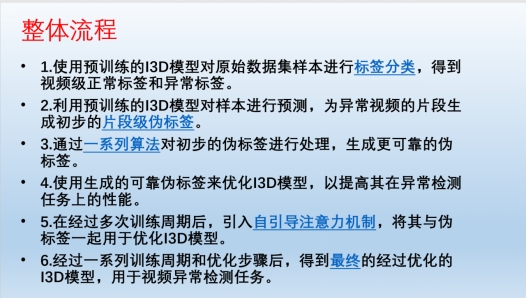 整体流程
• 1.使用预训练的I3D模型对原始数据集样本进行标签分类，得到
视频级正常标签和异常标签。
• 2.利用预训练的I3D模型对样本进行预测，为异常视频的片段生
成初步的片段级伪标签。
• 3.通过一系列算法对初步的伪标签进行处理，生成更可靠的伪
标签。
• 4.使用生成的可靠伪标签来优化I3D模型，以提高其在异常检测
任务上的性能。
• 5.在经过多次训练周期后，引入自引导注意力机制，将其与伪
标签一起用于优化I3D模型。
• 6.经过一系列训练周期和优化步骤后，得到最终的经过优化的
I3D模型，用于视频异常检测任务。